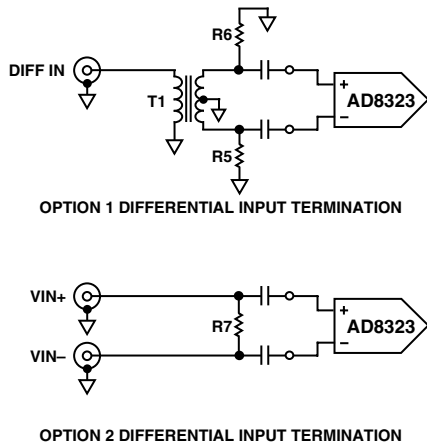 R6
DIFF IN
T1
+
AD8323
−
R5
OPTION 1 DIFFERENTIAL INPUT TERMINATION
VIN+
+
R7
AD8323
−
VIN−
OPTION 2 DIFFERENTIAL INPUT TERMINATION